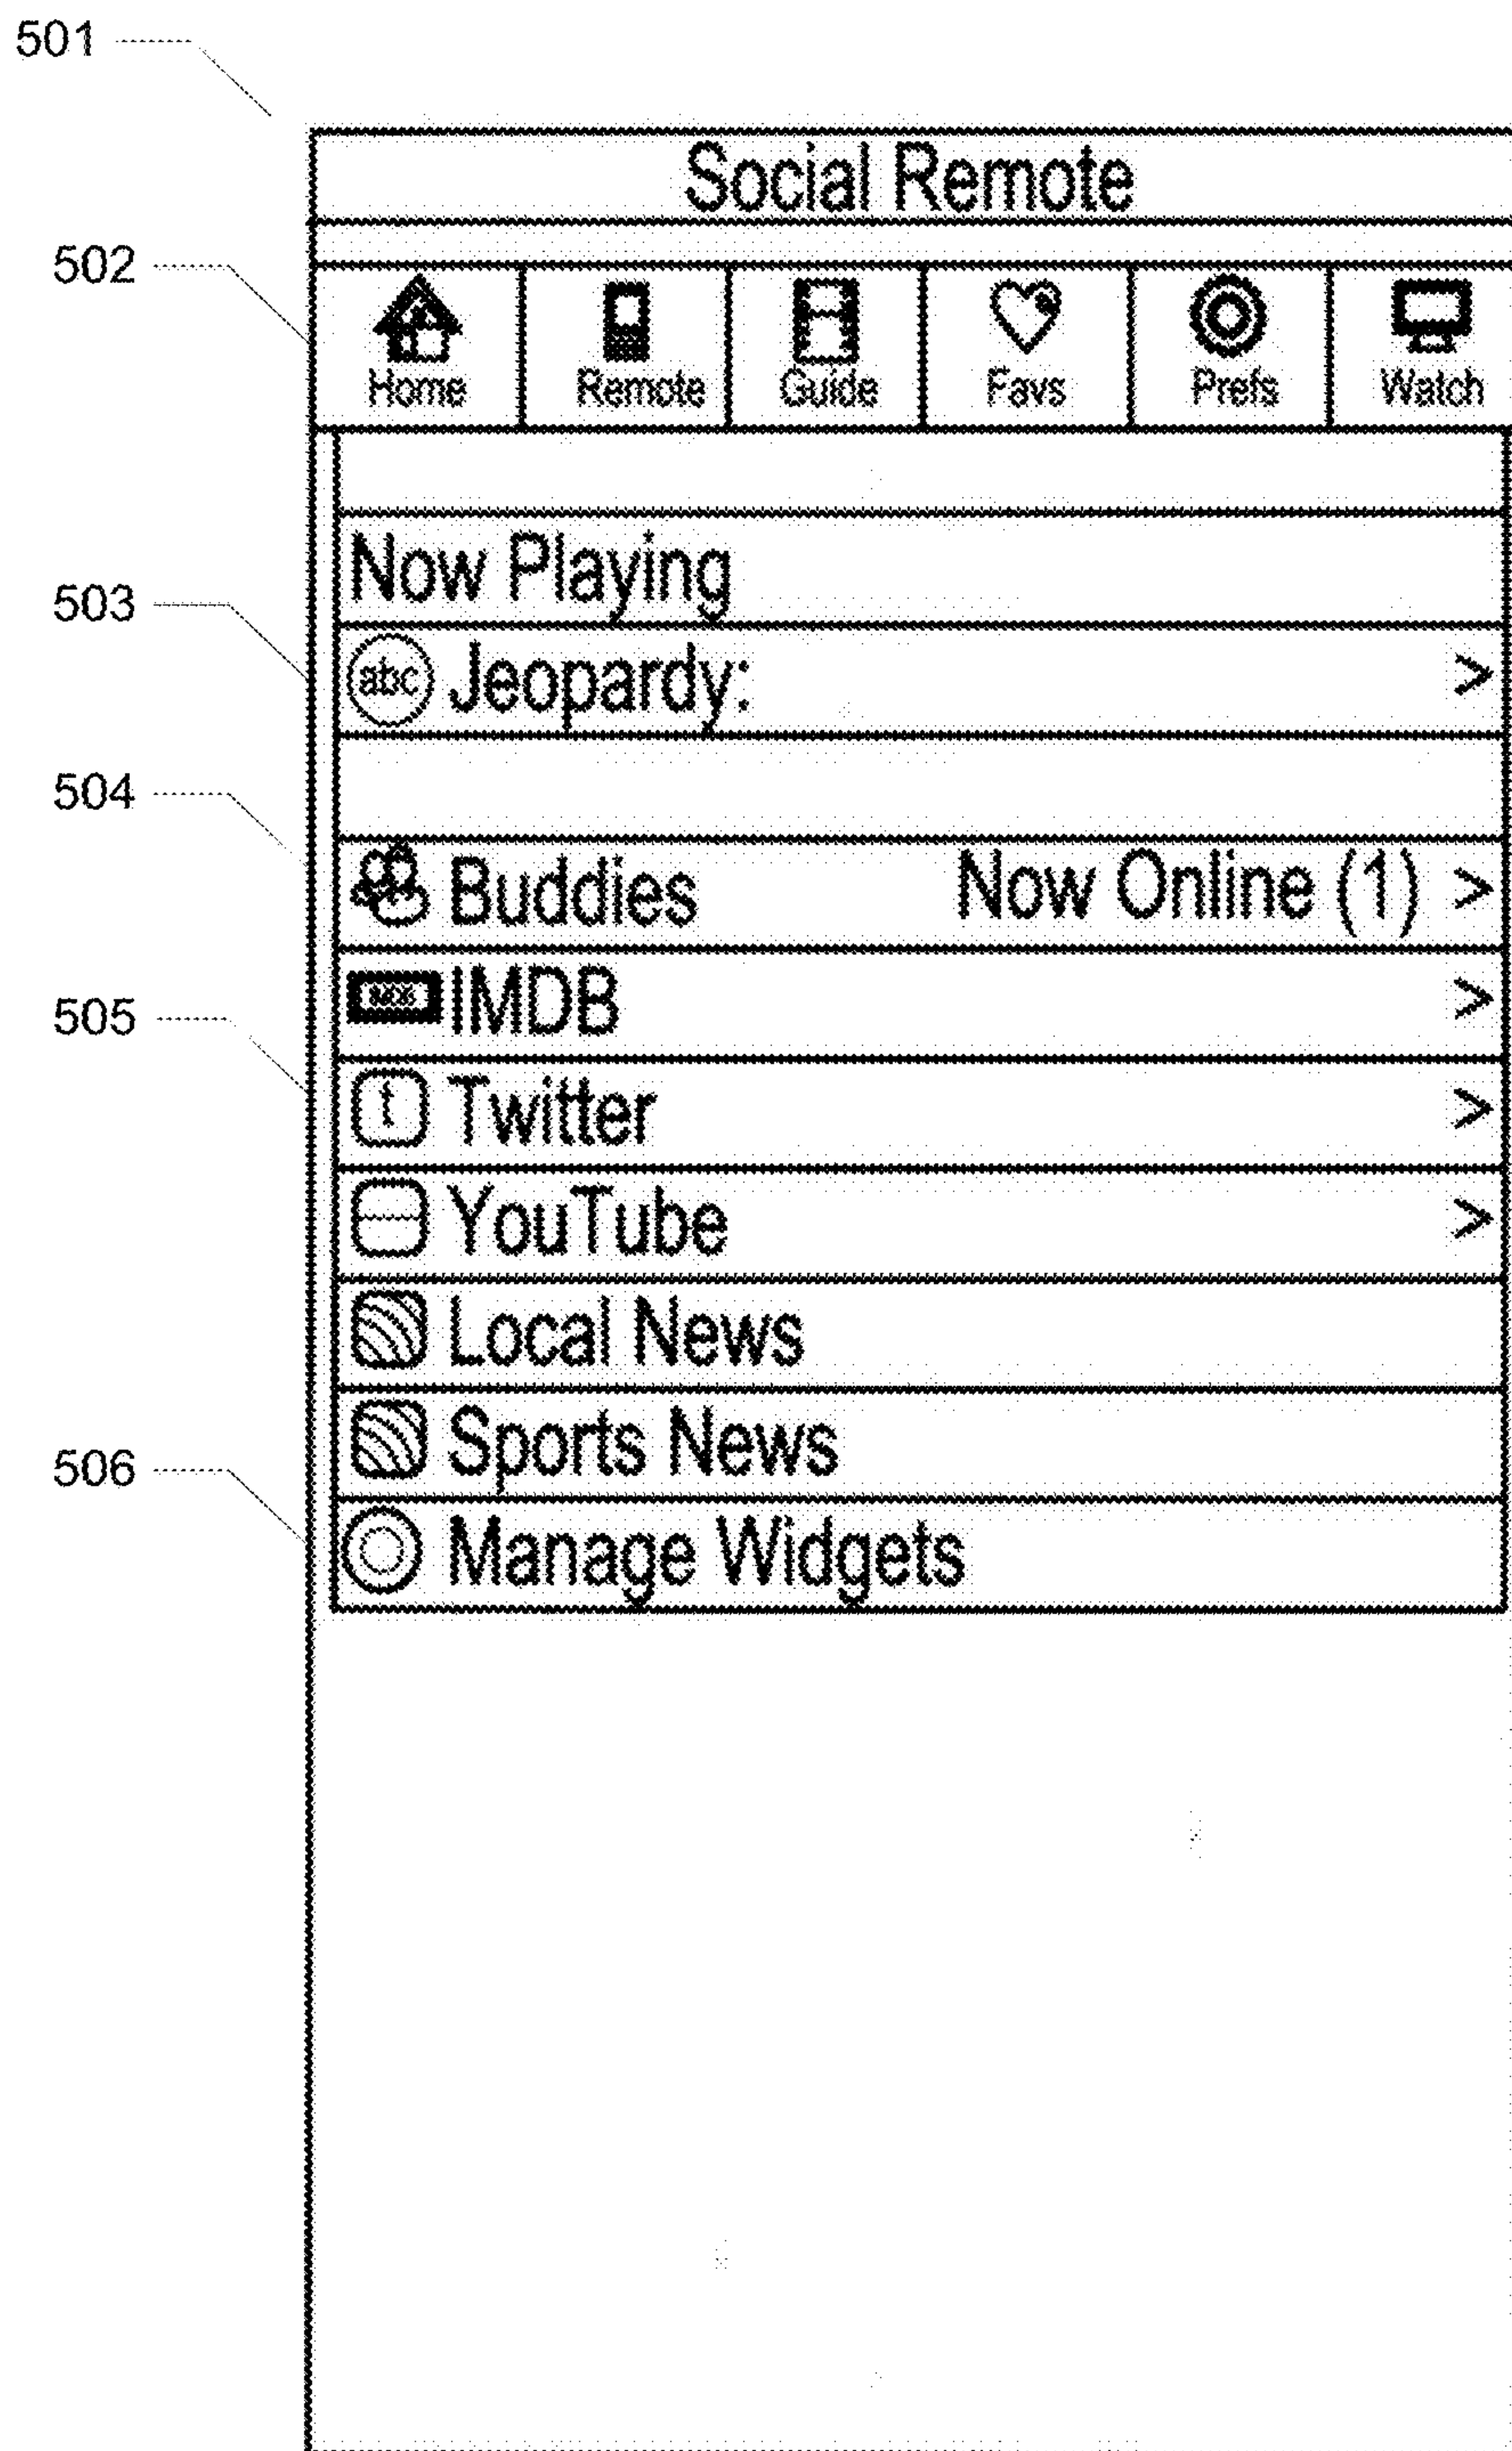 501
Social Remote
502
Home Remote Guide Favs Prefs Watch
Now Playing
503
abc Jeopardy: >
504
Buddies Now Online (1) >
IMDB >
505
t Twitter >
YouTube >
Local News
Sports News
506
Manage Widgets